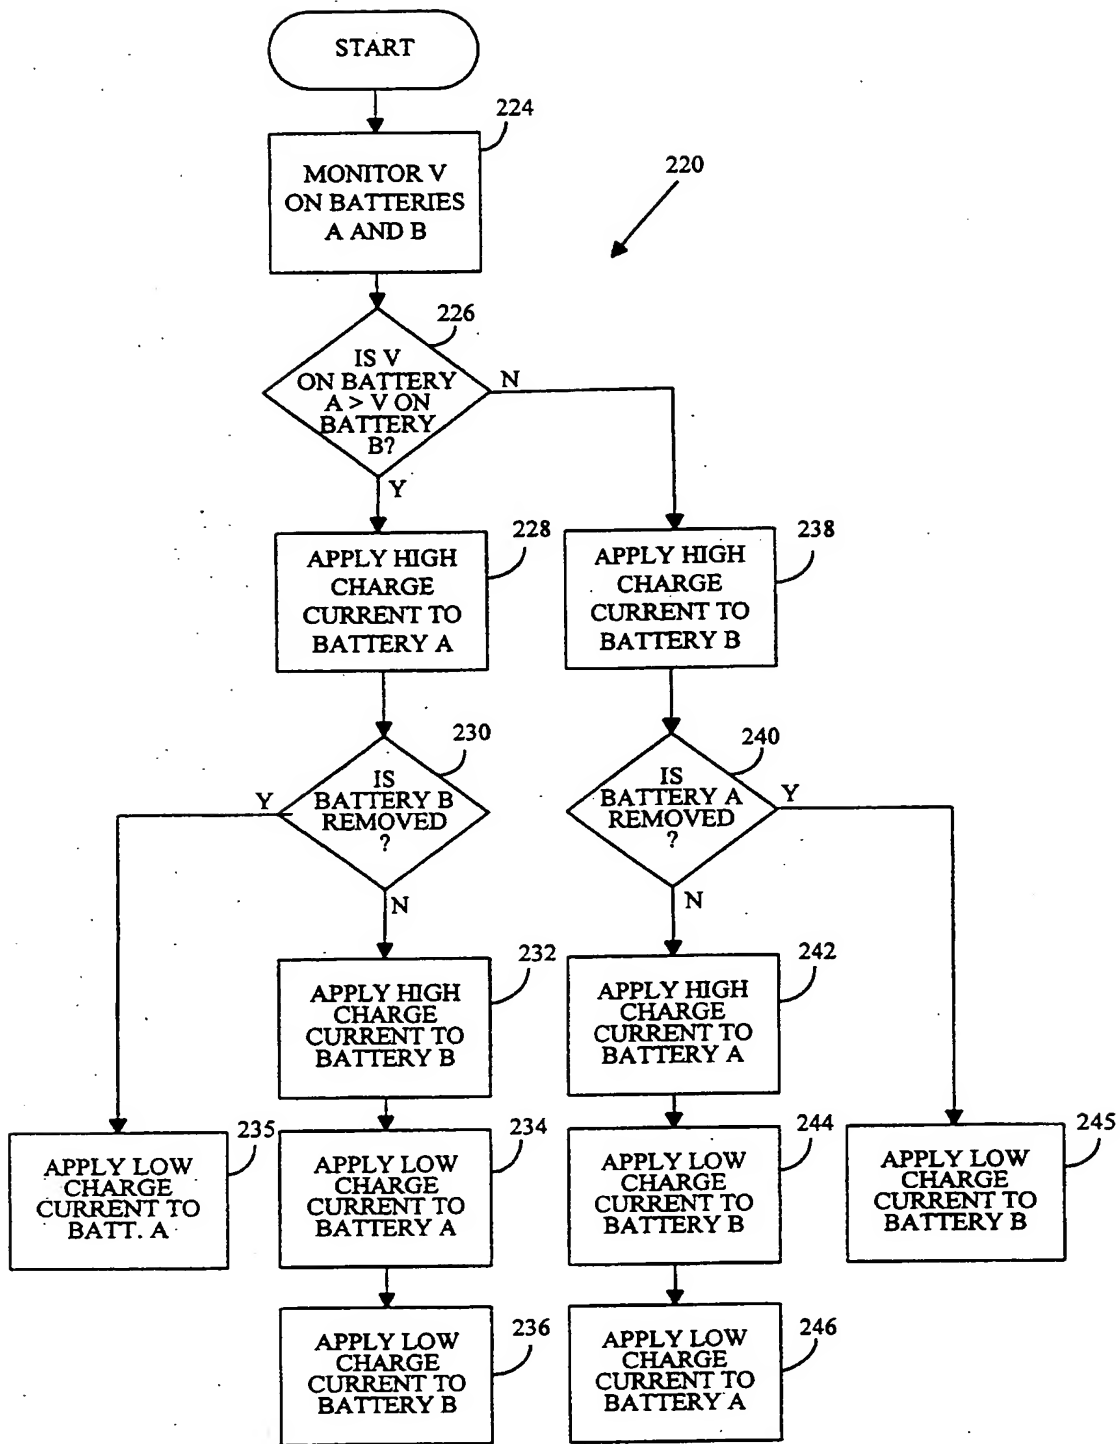 START
224
MONITOR V
ON BATTERIES
A AND B
220
226
IS V
ON BATTERY
A > V ON
BATTERY
B?
N
Y
228
APPLY HIGH
CHARGE
CURRENT TO
BATTERY A
238
APPLY HIGH
CHARGE
CURRENT TO
BATTERY B
230
IS
BATTERY B
REMOVED
?
Y
N
240
IS
BATTERY A
REMOVED
?
Y
N
232
APPLY HIGH
CHARGE
CURRENT TO
BATTERY B
242
APPLY HIGH
CHARGE
CURRENT TO
BATTERY A
235
APPLY LOW
CHARGE
CURRENT TO
BATT. A
234
APPLY LOW
CHARGE
CURRENT TO
BATTERY A
244
APPLY LOW
CHARGE
CURRENT TO
BATTERY B
245
APPLY LOW
CHARGE
CURRENT TO
BATTERY B
236
APPLY LOW
CHARGE
CURRENT TO
BATTERY B
246
APPLY LOW
CHARGE
CURRENT TO
BATTERY A